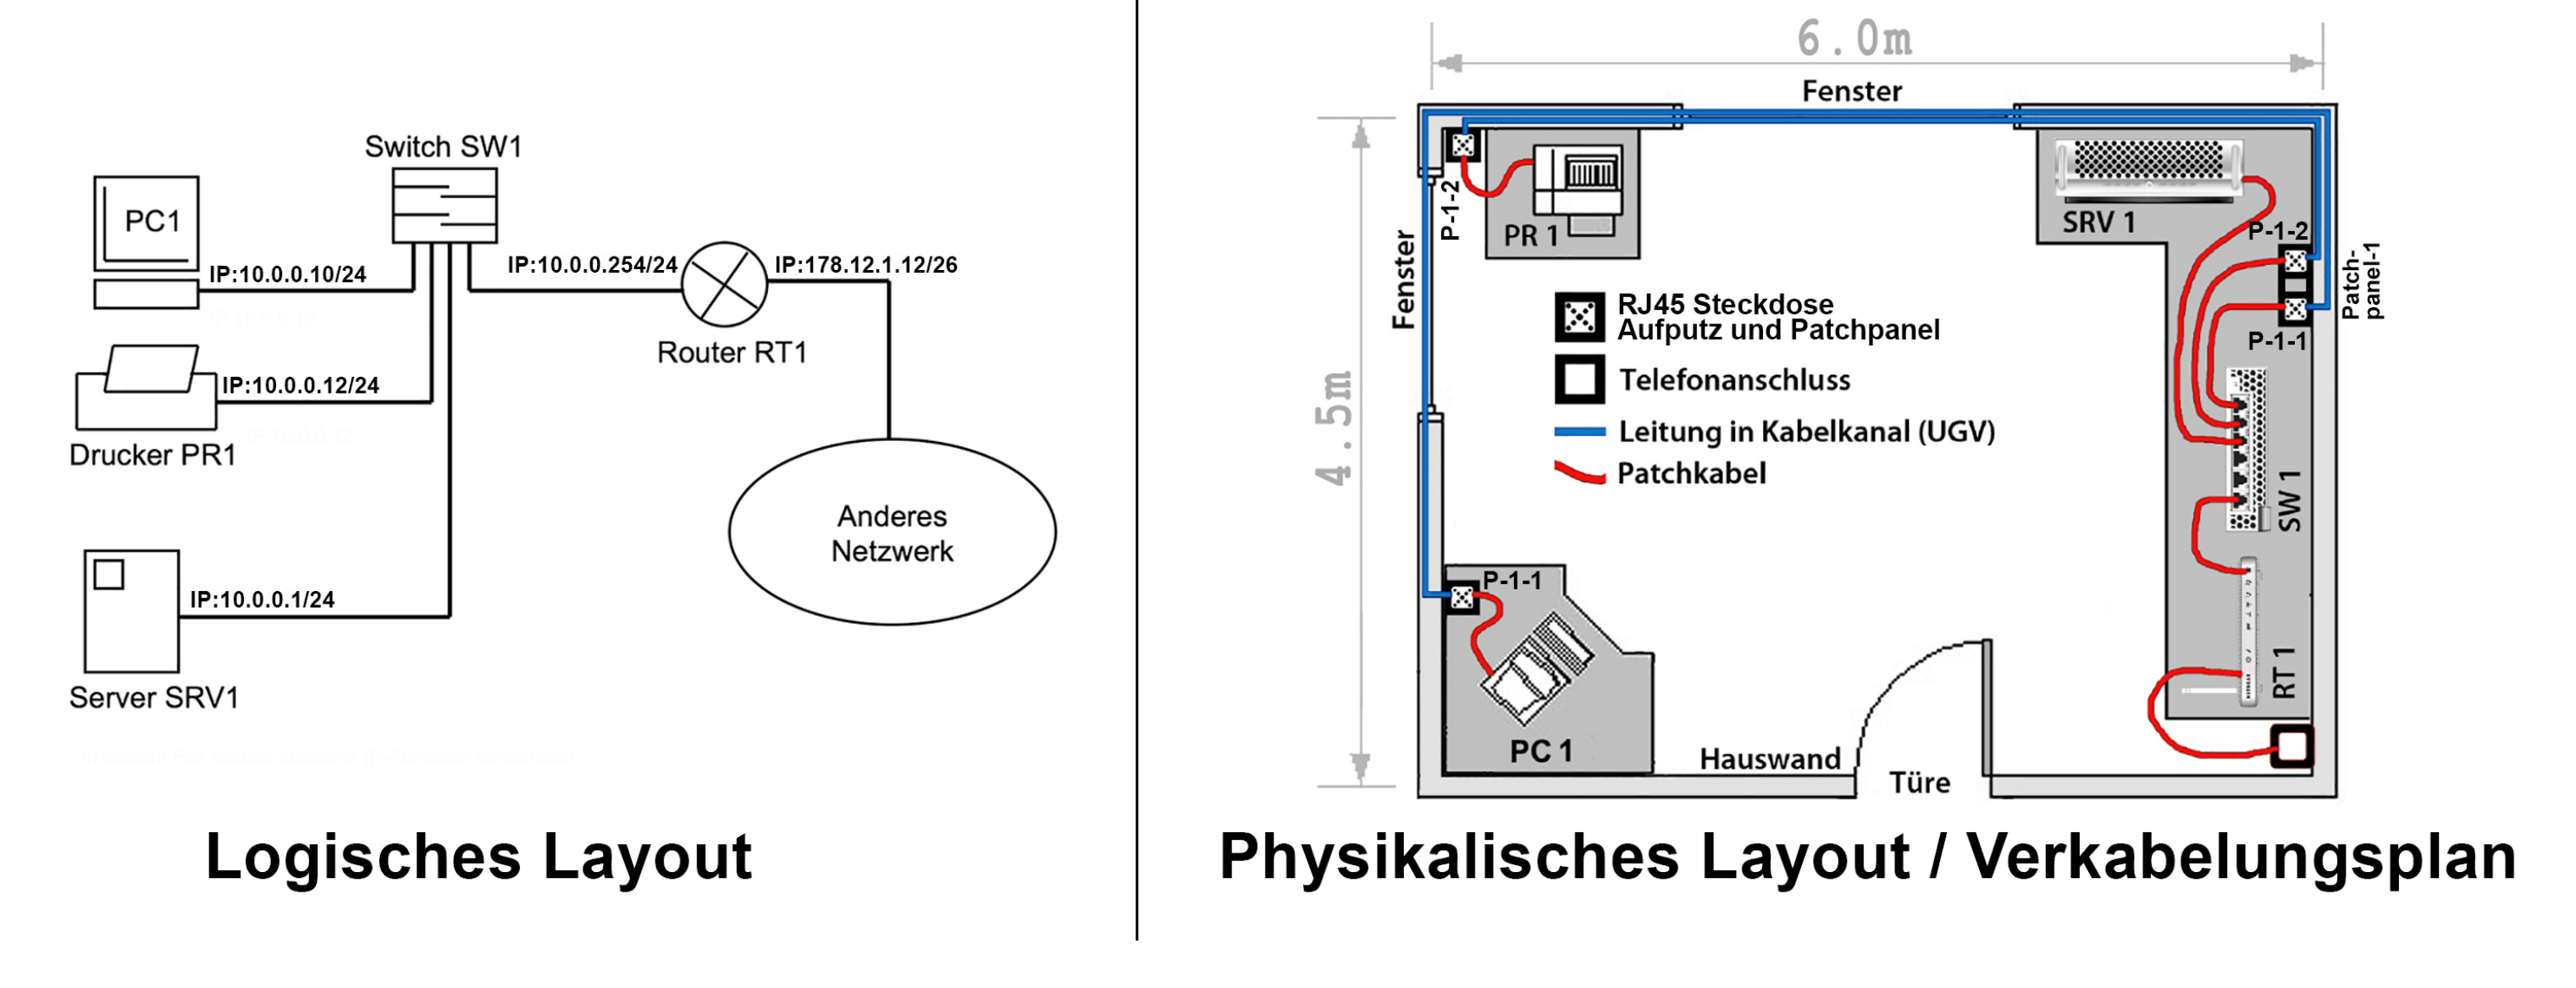 Switch SW1
PC1
IP:10.0.0.10/24
IP:10.0.0.254/24
IP:178.12.1.12/26
Router RT1
IP:10.0.0.12/24
Drucker PR1
Anderes
Netzwerk
IP:10.0.0.1/24
Server SRV1
Logisches Layout
6.0m
Fenster
4.5m
Fenster
P-1-2
PR 1
SRV 1
P-1-2
Patch-
panel-1
P-1-1
RJ45 Steckdose
Aufputz und Patchpanel
Telefonanschluss
Leitung in Kabelkanal (UGV)
Patchkabel
SW 1
P-1-1
RT 1
PC 1
Hauswand
Türe
Physikalisches Layout / Verkabelungsplan